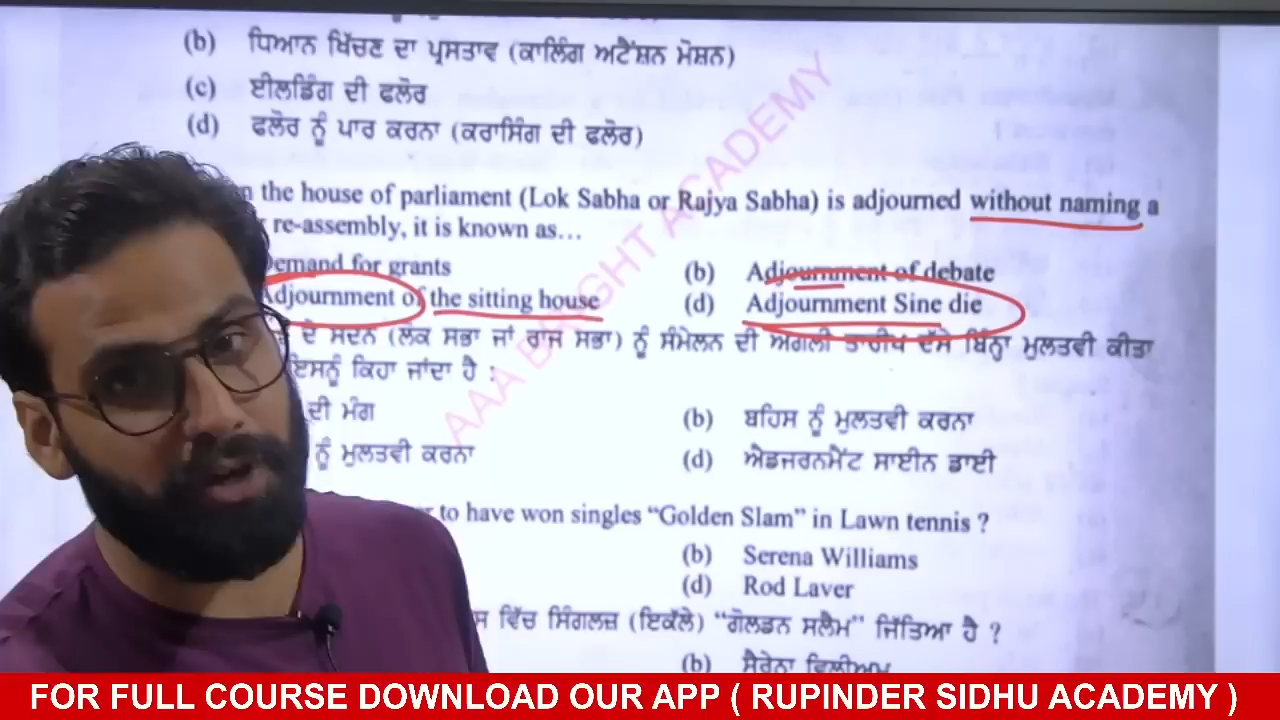 (b) ਧਿਆਨ ਖਿੱਚਣ ਦਾ ਪ੍ਰਸਤਾਵ (ਕਾਲਿੰਗ ਅਟੈਂਸ਼ਨ ਮੋਸ਼ਨ)
(c) ਈਲਡਿੰਗ ਦੀ ਫਲੋਰ
(d) ਫਲੋਰ ਨੂੰ ਪਾਰ ਕਰਨਾ (ਕਰਾਸਿੰਗ ਦੀ ਫਲੋਰ)
the house of parliament (Lok Sabha or Rajya Sabha) is adjourned without naming a
re-assembly, it is known as...
Demand for grants (b) Adjournment of debate
Adjournment of the sitting house (d) Adjournment Sine die
ਦੇ ਸਦਨ (ਲੋਕ ਸਭਾ ਜਾਂ ਰਾਜ ਸਭਾ) ਨੂੰ ਸੰਮੇਲਨ ਦੀ ਅਗਲੀ ਤਾਰੀਖ ਦੱਸੇ ਬਿੰਨ੍ਹਾ ਮੁਲਤਵੀ ਕੀਤਾ
ਇਸਨੂੰ ਕਿਹਾ ਜਾਂਦਾ ਹੈ :
ਦੀ ਮੰਗ (b) ਬਹਿਸ ਨੂੰ ਮੁਲਤਵੀ ਕਰਨਾ
ਨੂੰ ਮੁਲਤਵੀ ਕਰਨਾ (d) ਐਡਜਰਨਮੈਂਟ ਸਾਈਨ ਡਾਈ
to have won singles “Golden Slam” in Lawn tennis ?
(b) Serena Williams
(d) Rod Laver
ਵਿੱਚ ਸਿੰਗਲਜ਼ (ਇਕੱਲੇ) “ਗੋਲਡਨ ਸਲੈਮ” ਜਿੱਤਿਆ ਹੈ ?
(b) ਸੈਰੇਨਾ ਵਿਲੀਅਮ
FOR FULL COURSE DOWNLOAD OUR APP ( RUPINDER SIDHU ACADEMY )